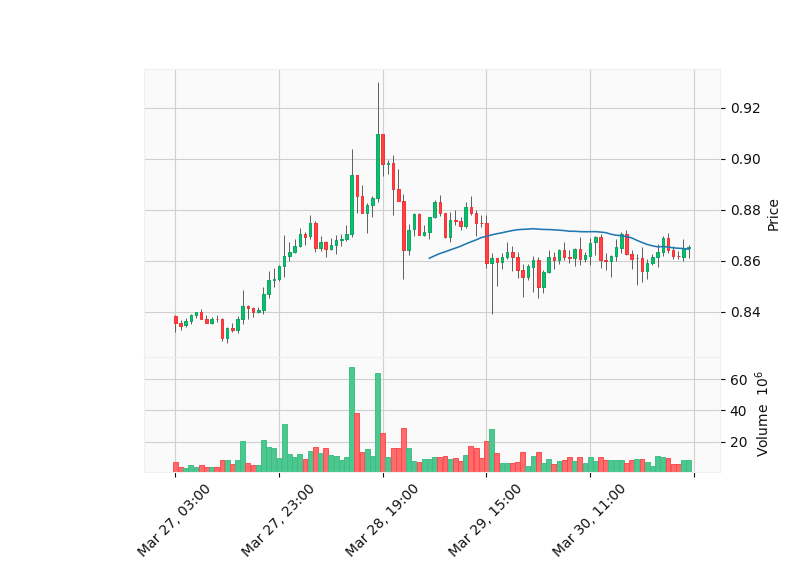 0.92
0.90
0.88
0.86
0.84
Price
60
40
20
Volume 10^6
Mar 27, 03:00
Mar 27, 23:00
Mar 28, 19:00
Mar 29, 15:00
Mar 30, 11:00